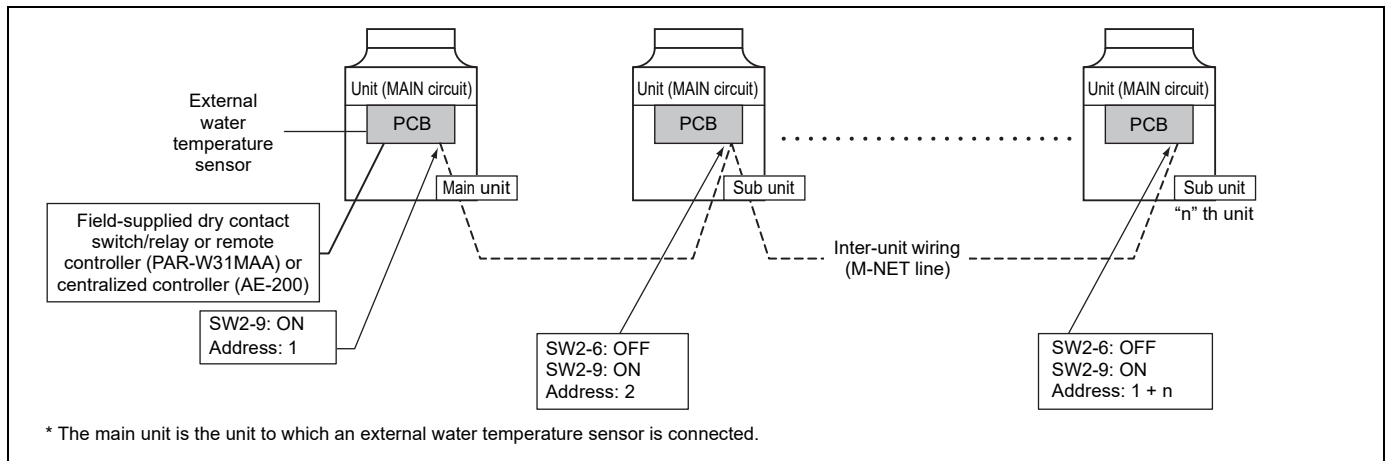 Unit (MAIN circuit)
PCB
Main unit
External
water
temperature
sensor
Field-supplied dry contact
switch/relay or remote
controller (PAR-W31MAA) or
centralized controller (AE-200)
SW2-9: ON
Address: 1
Unit (MAIN circuit)
PCB
Sub unit
SW2-6: OFF
SW2-9: ON
Address: 2
Inter-unit wiring
(M-NET line)
Unit (MAIN circuit)
PCB
Sub unit
“n” th unit
SW2-6: OFF
SW2-9: ON
Address: 1 + n
* The main unit is the unit to which an external water temperature sensor is connected.